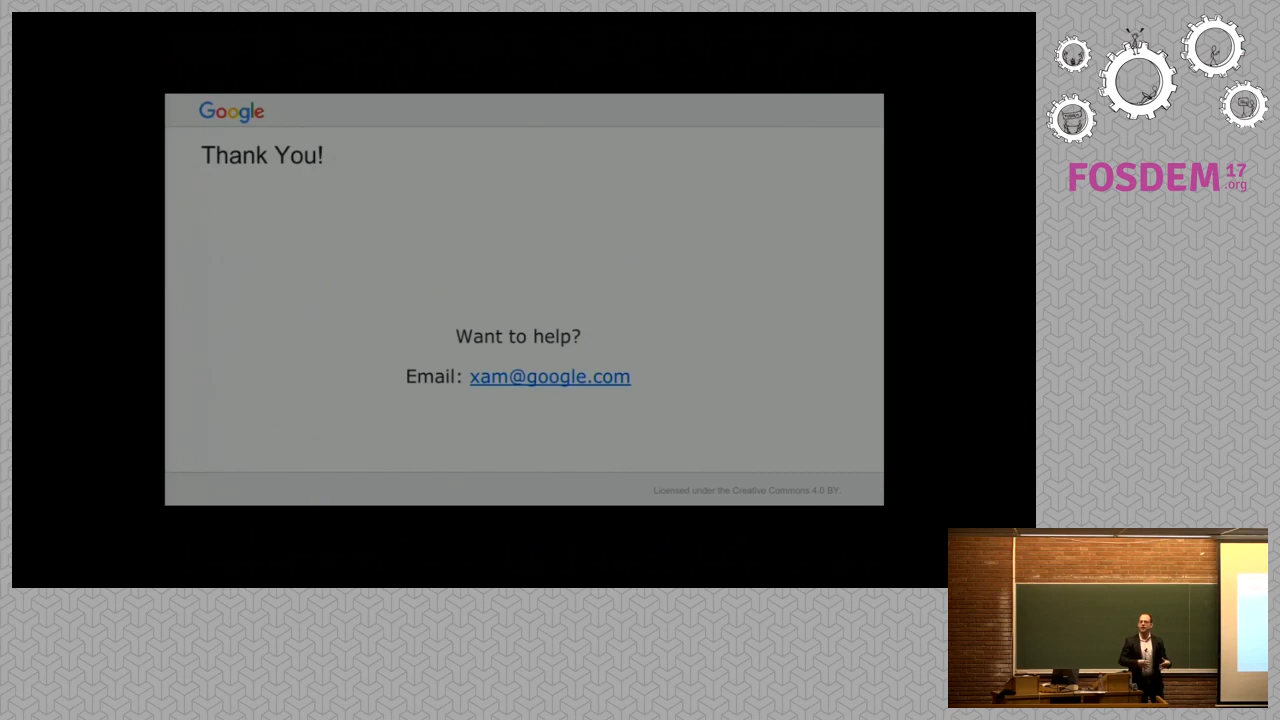 Google
Thank You!
Want to help?
Email: xam@google.com
Licensed under the Creative Commons 4.0 BY.
FOSDEM 17
.org